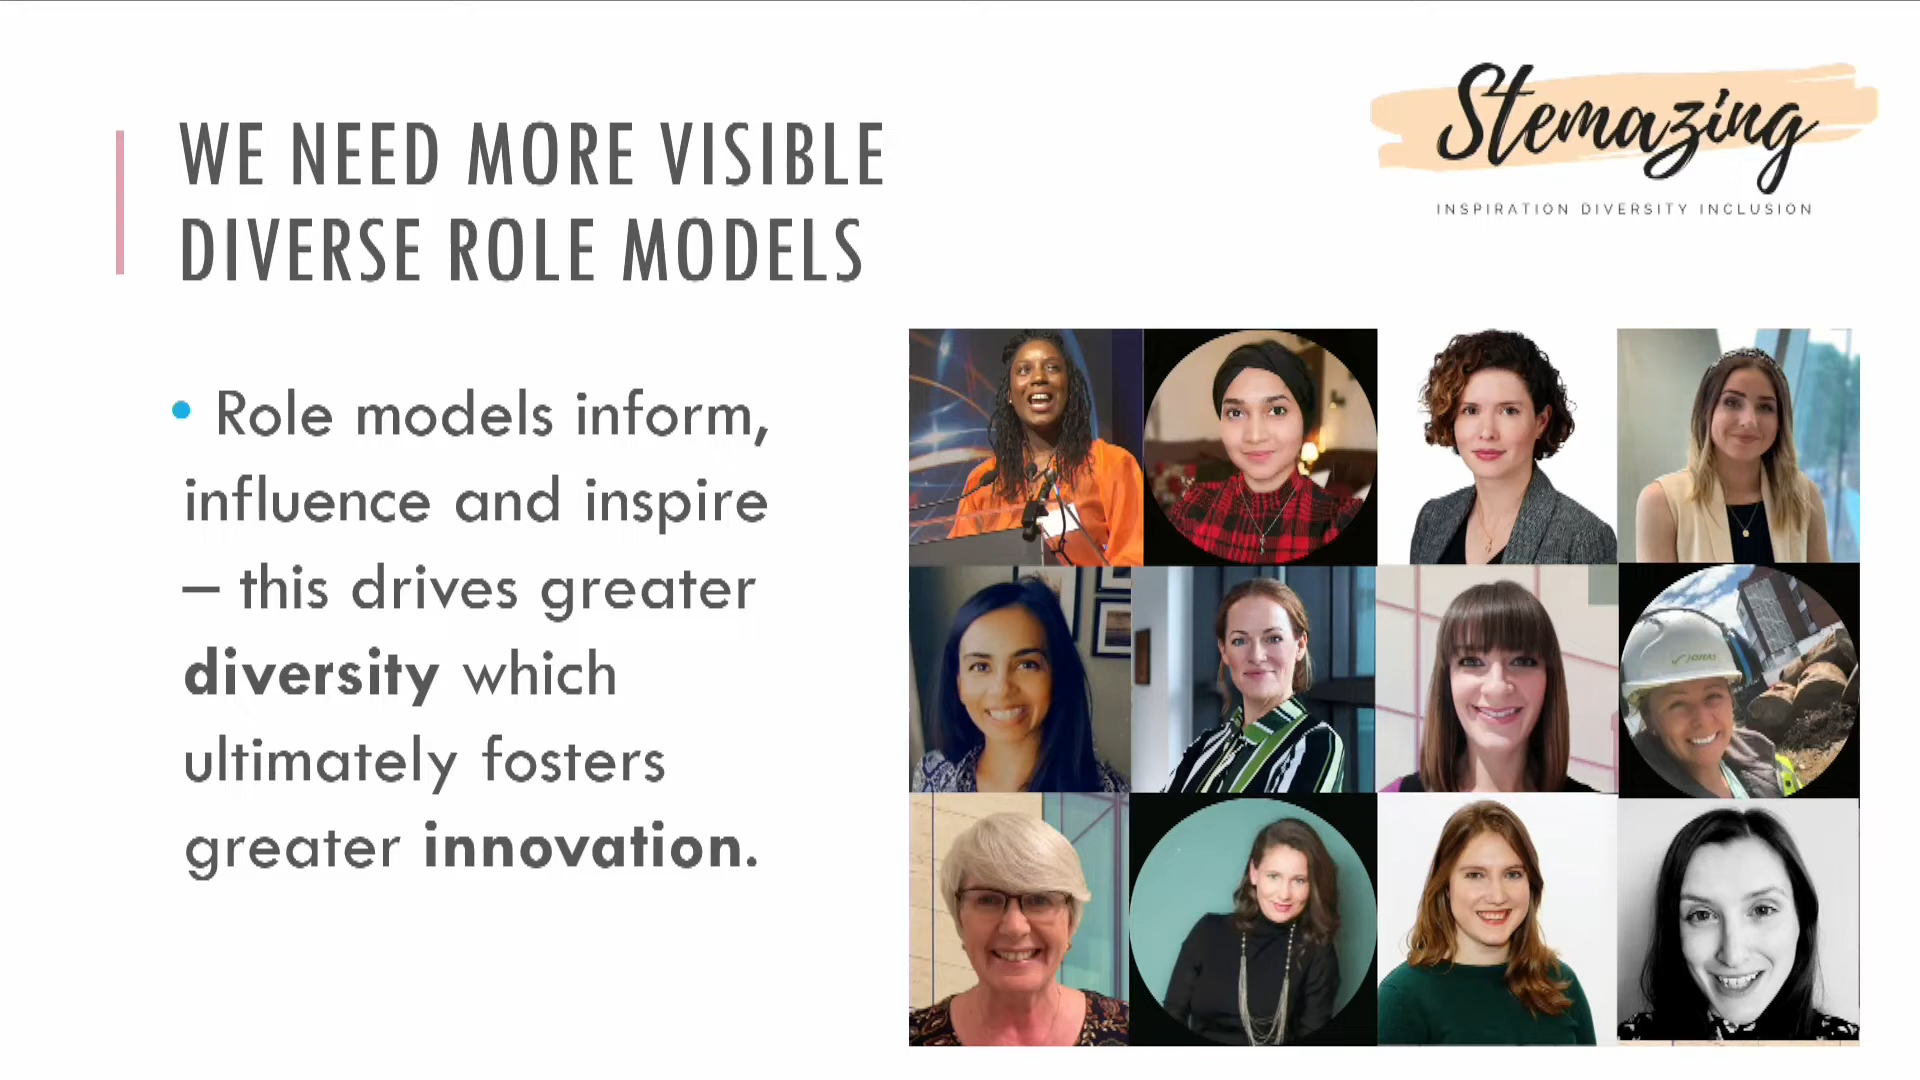 WE NEED MORE VISIBLE
DIVERSE ROLE MODELS
Stemazing
INSPIRATION DIVERSITY INCLUSION
• Role models inform,
influence and inspire
– this drives greater
diversity which
ultimately fosters
greater innovation.